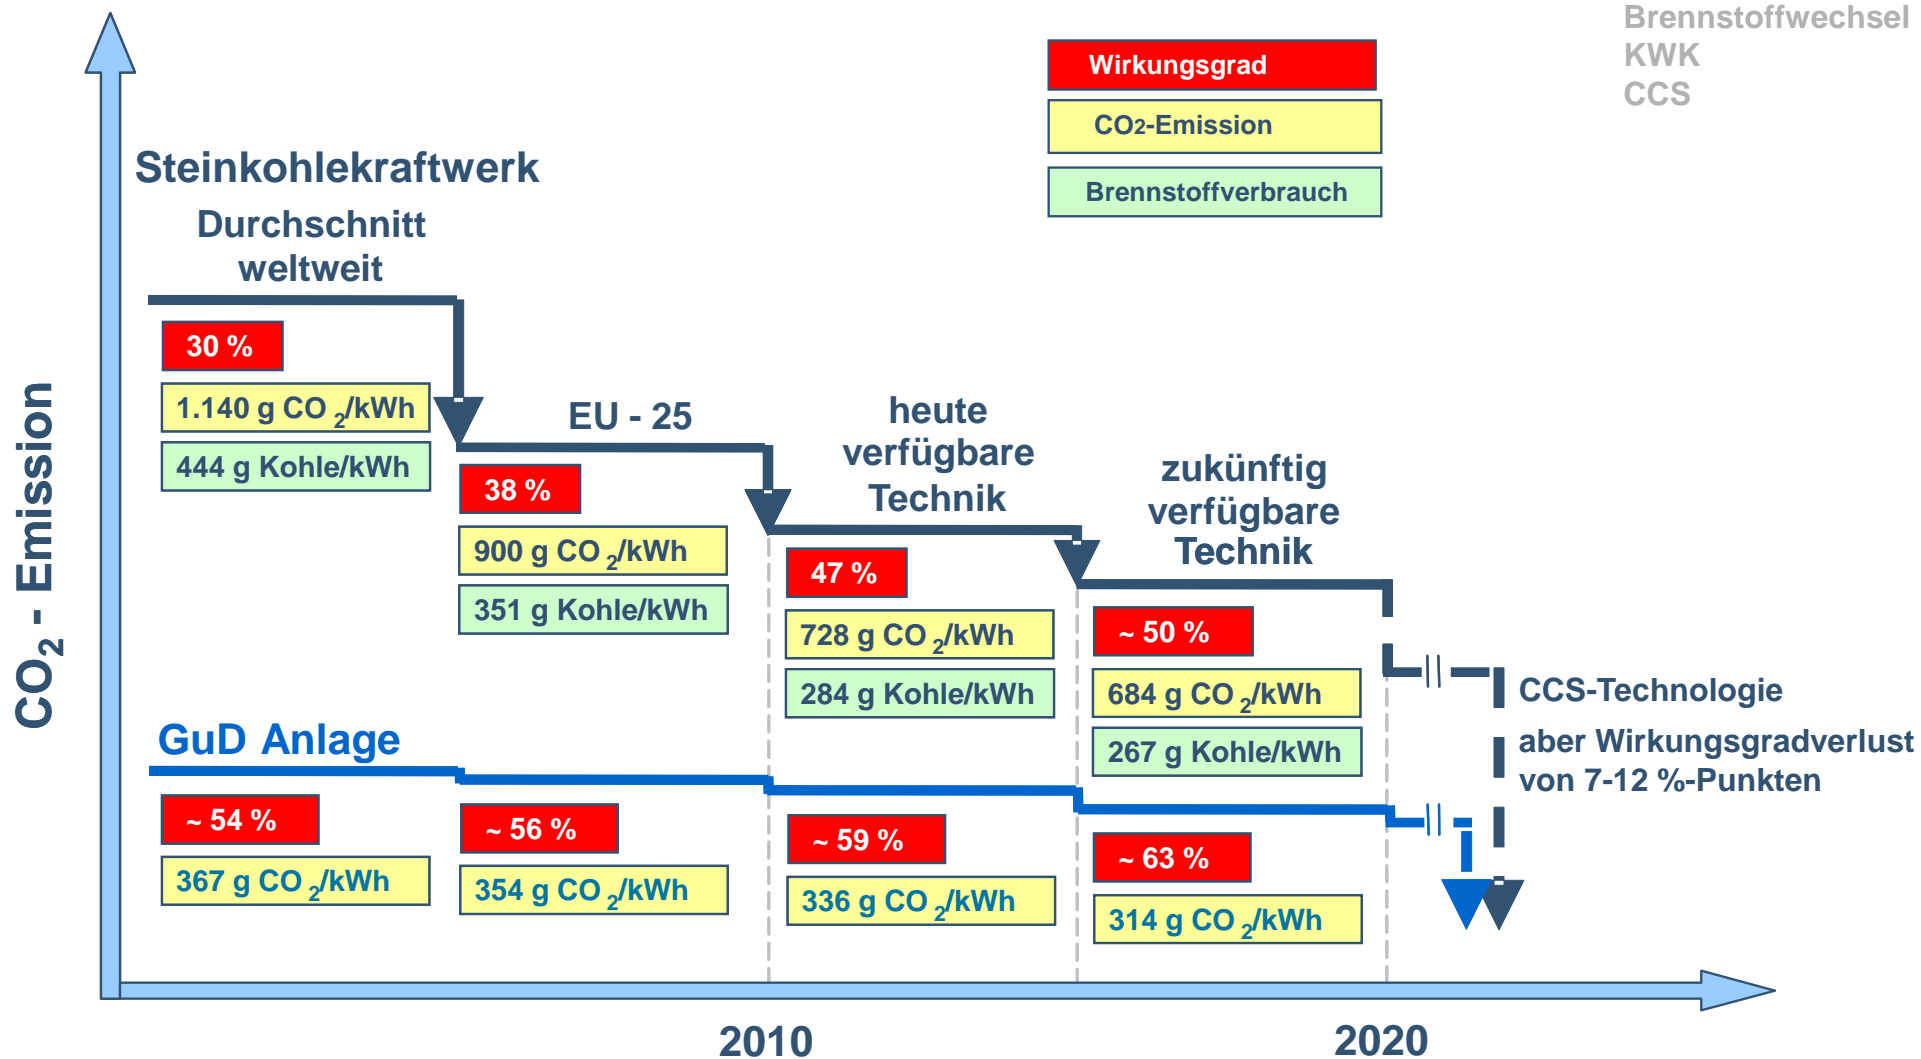 Brennstoffwechsel
KWK
CCS
Wirkungsgrad
CO2-Emission
Brennstoffverbrauch
Steinkohlekraftwerk
Durchschnitt
weltweit
30 %
1.140 g CO 2/kWh
444 g Kohle/kWh
EU - 25
38 %
900 g CO 2/kWh
351 g Kohle/kWh
heute
verfügbare
Technik
47 %
728 g CO 2/kWh
284 g Kohle/kWh
zukünftig
verfügbare
Technik
~ 50 %
684 g CO 2/kWh
267 g Kohle/kWh
CCS-Technologie
aber Wirkungsgradverlust
von 7-12 %-Punkten
CO2 - Emission
GuD Anlage
~ 54 %
367 g CO 2/kWh
~ 56 %
354 g CO 2/kWh
~ 59 %
336 g CO 2/kWh
~ 63 %
314 g CO 2/kWh
2010
2020